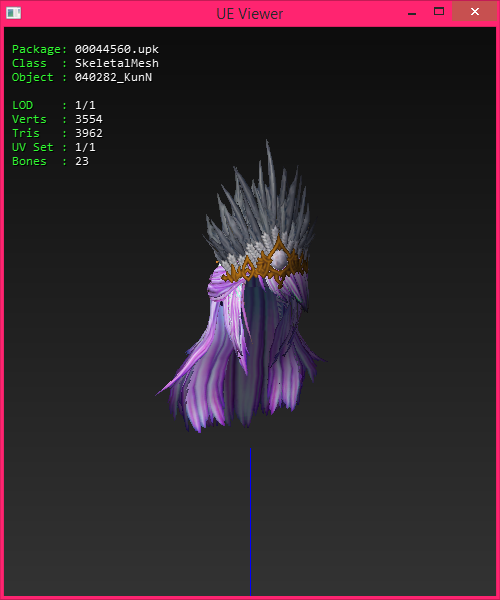 UE Viewer
Package: 00044560.upk
Class  : SkeletalMesh
Object : 040282_KunN
LOD    : 1/1
Verts  : 3554
Tris   : 3962
UV Set : 1/1
Bones  : 23